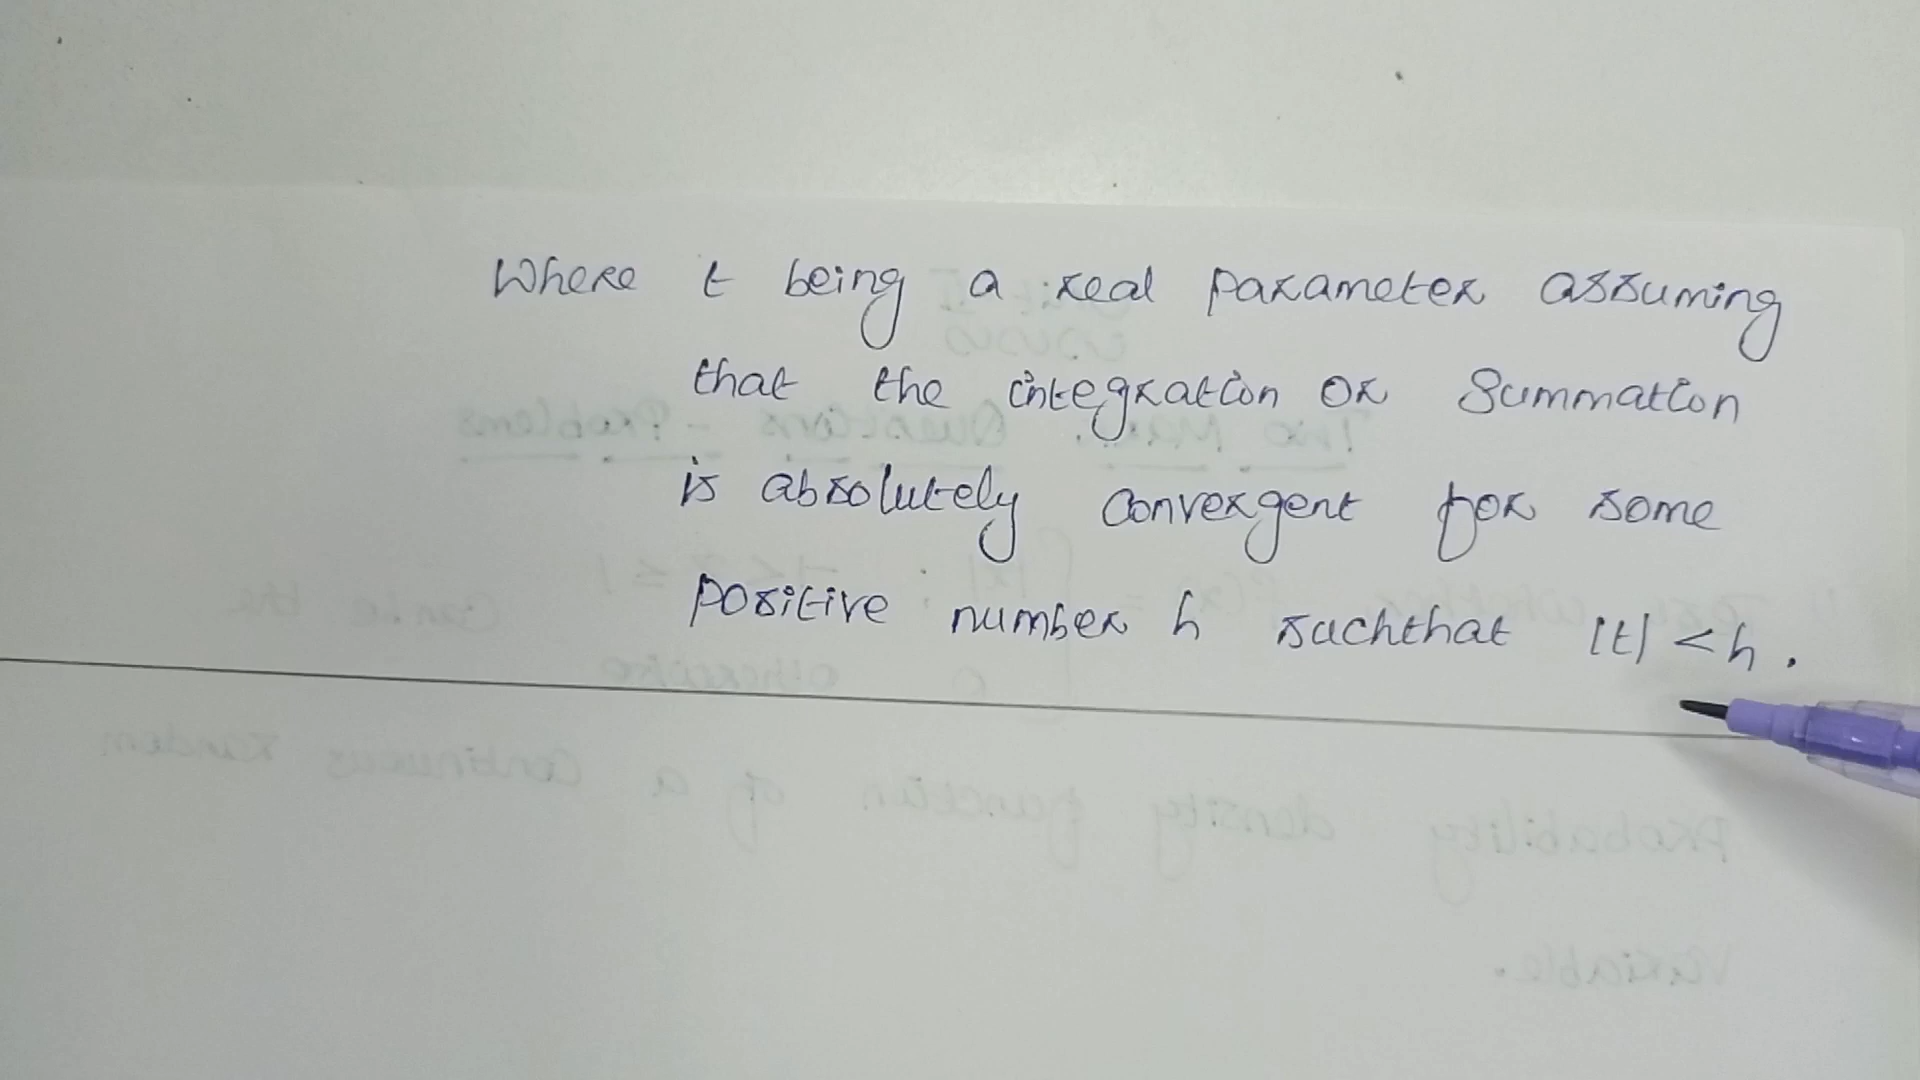 Where t being a real parameter assuming
that the integration or Summation
is absolutely convergent for some
positive number h suchthat |t| < h.